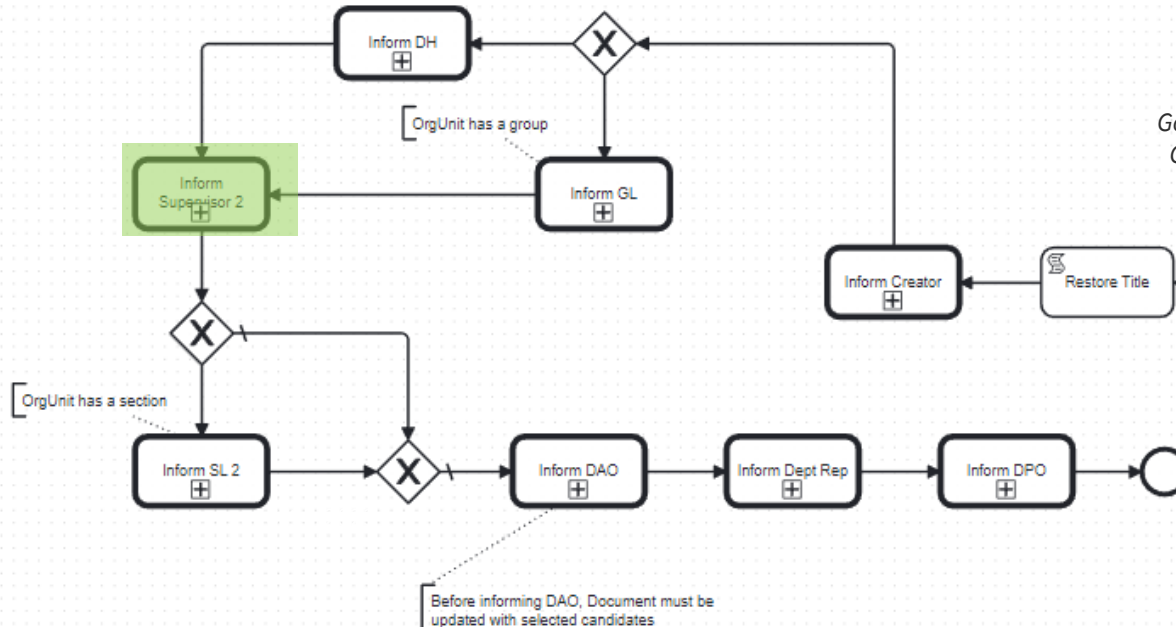 Inform DH
X
OrgUnit has a group
Inform
Supervisor 2
Inform GL
Inform Creator
Restore Title
X
OrgUnit has a section
Inform SL 2
X
Inform DAO
Inform Dept Rep
Inform DPO
Before informing DAO, Document must be
updated with selected candidates